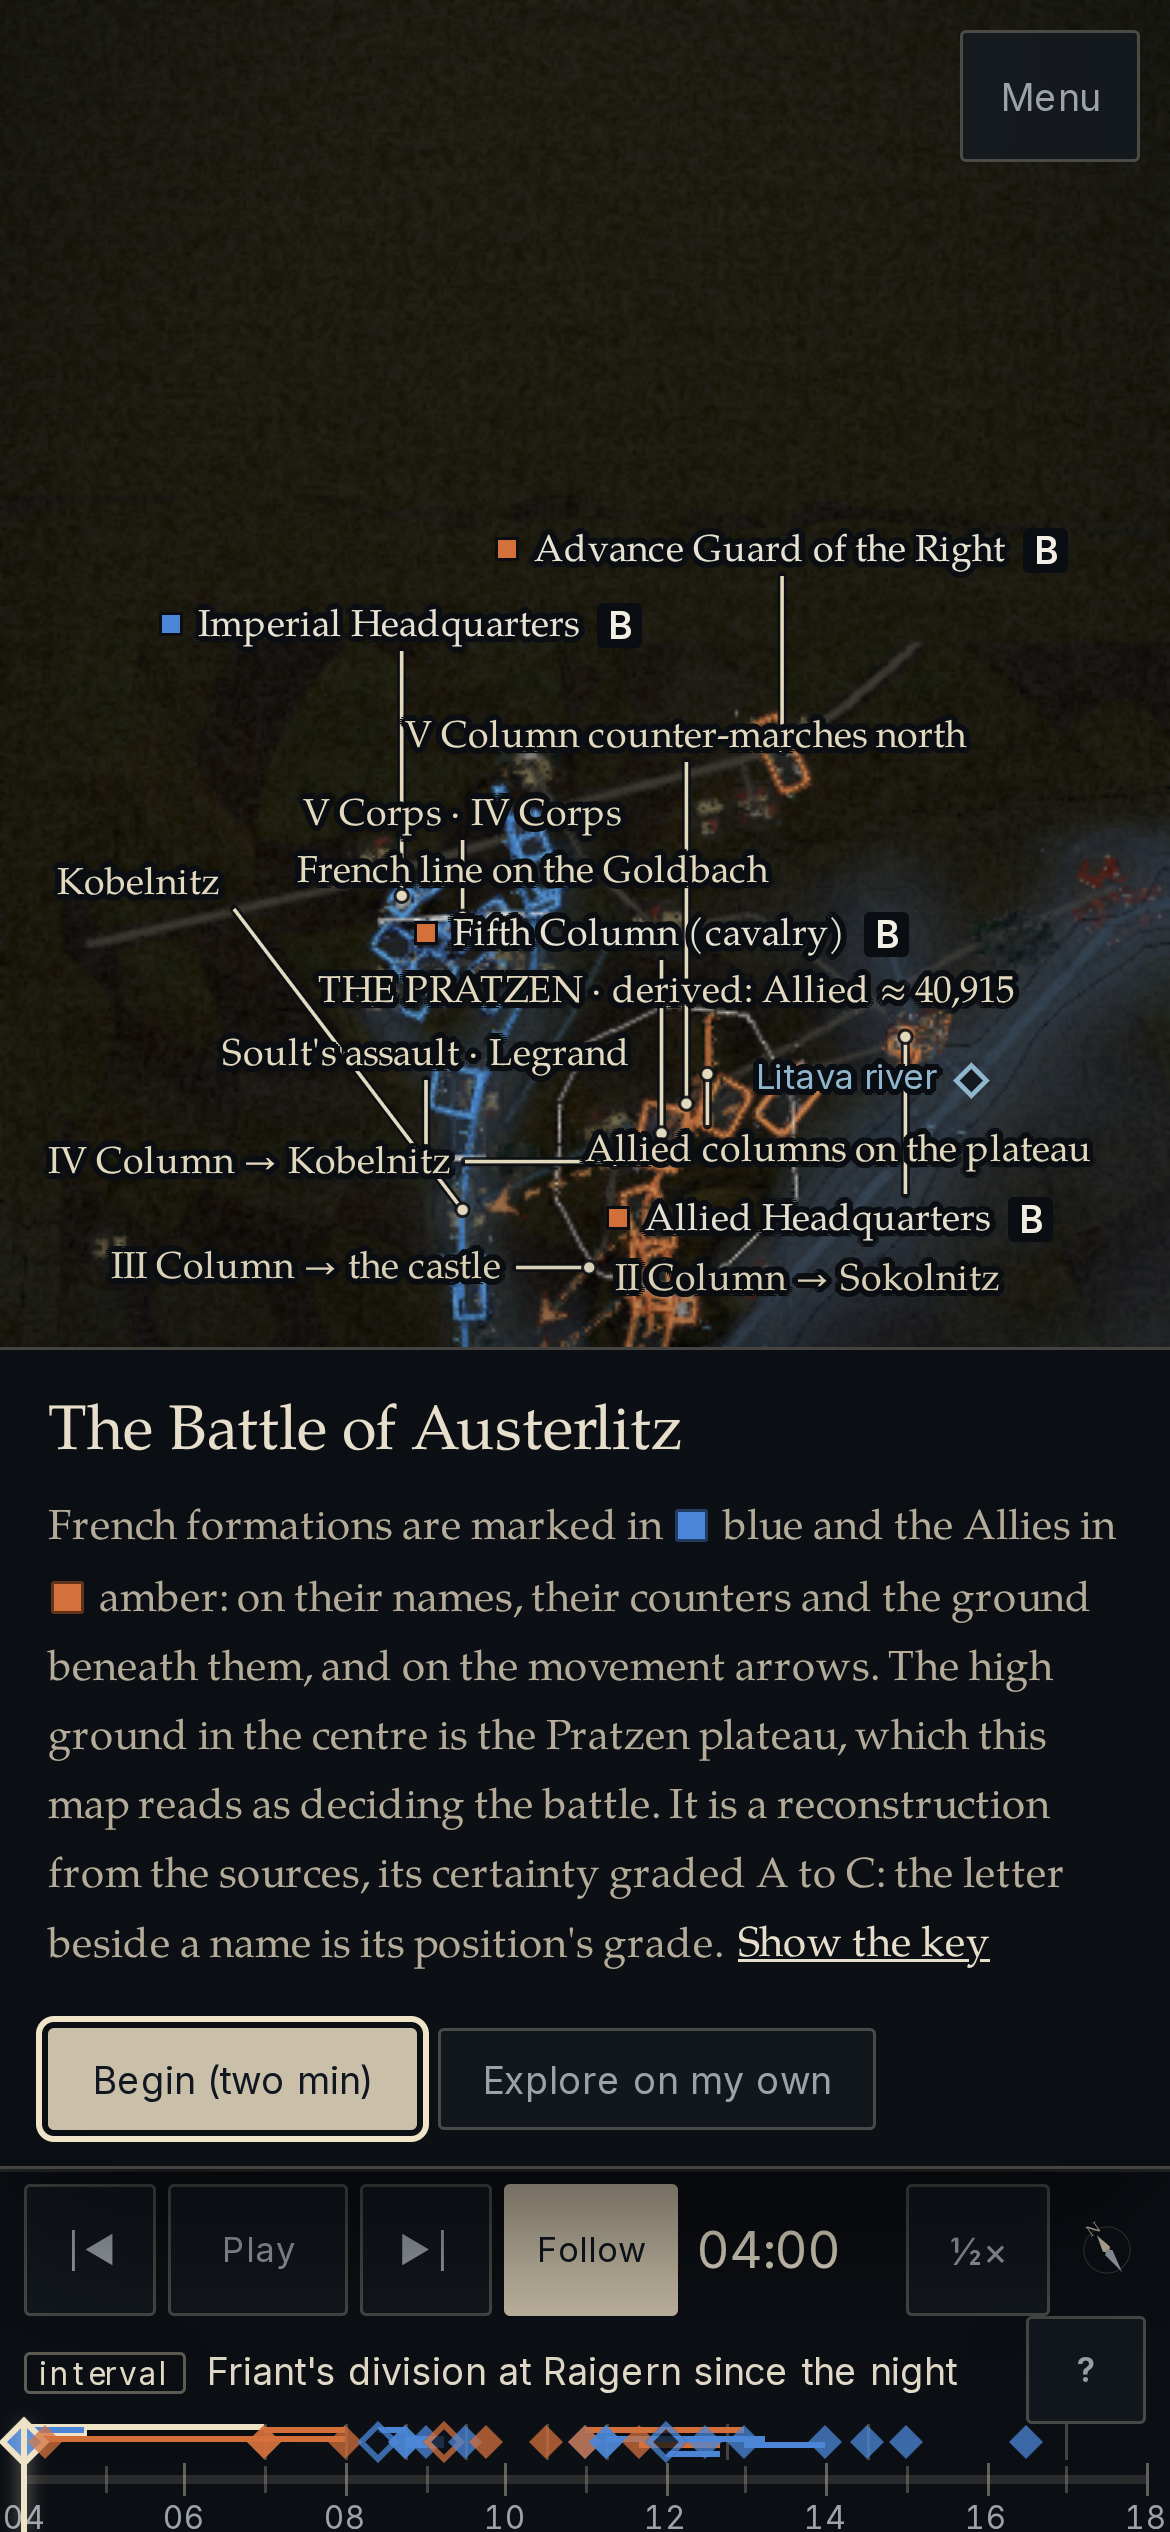 Menu
Advance Guard of the Right B
Imperial Headquarters B
V Column counter-marches north
V Corps · IV Corps
French line on the Goldbach
Kobelnitz
Fifth Column (cavalry) B
THE PRATZEN · derived: Allied ≈ 40,915
Soult's assault · Legrand
Litava river
Allied columns on the plateau
IV Column → Kobelnitz
Allied Headquarters B
III Column → the castle
II Column → Sokolnitz
The Battle of Austerlitz
French formations are marked in blue and the Allies in
amber: on their names, their counters and the ground
beneath them, and on the movement arrows. The high
ground in the centre is the Pratzen plateau, which this
map reads as deciding the battle. It is a reconstruction
from the sources, its certainty graded A to C: the letter
beside a name is its position's grade. Show the key
Begin (two min) Explore on my own
Play Follow 04:00 ½× N
interval Friant's division at Raigern since the night ?
04 06 08 10 12 14 16 18